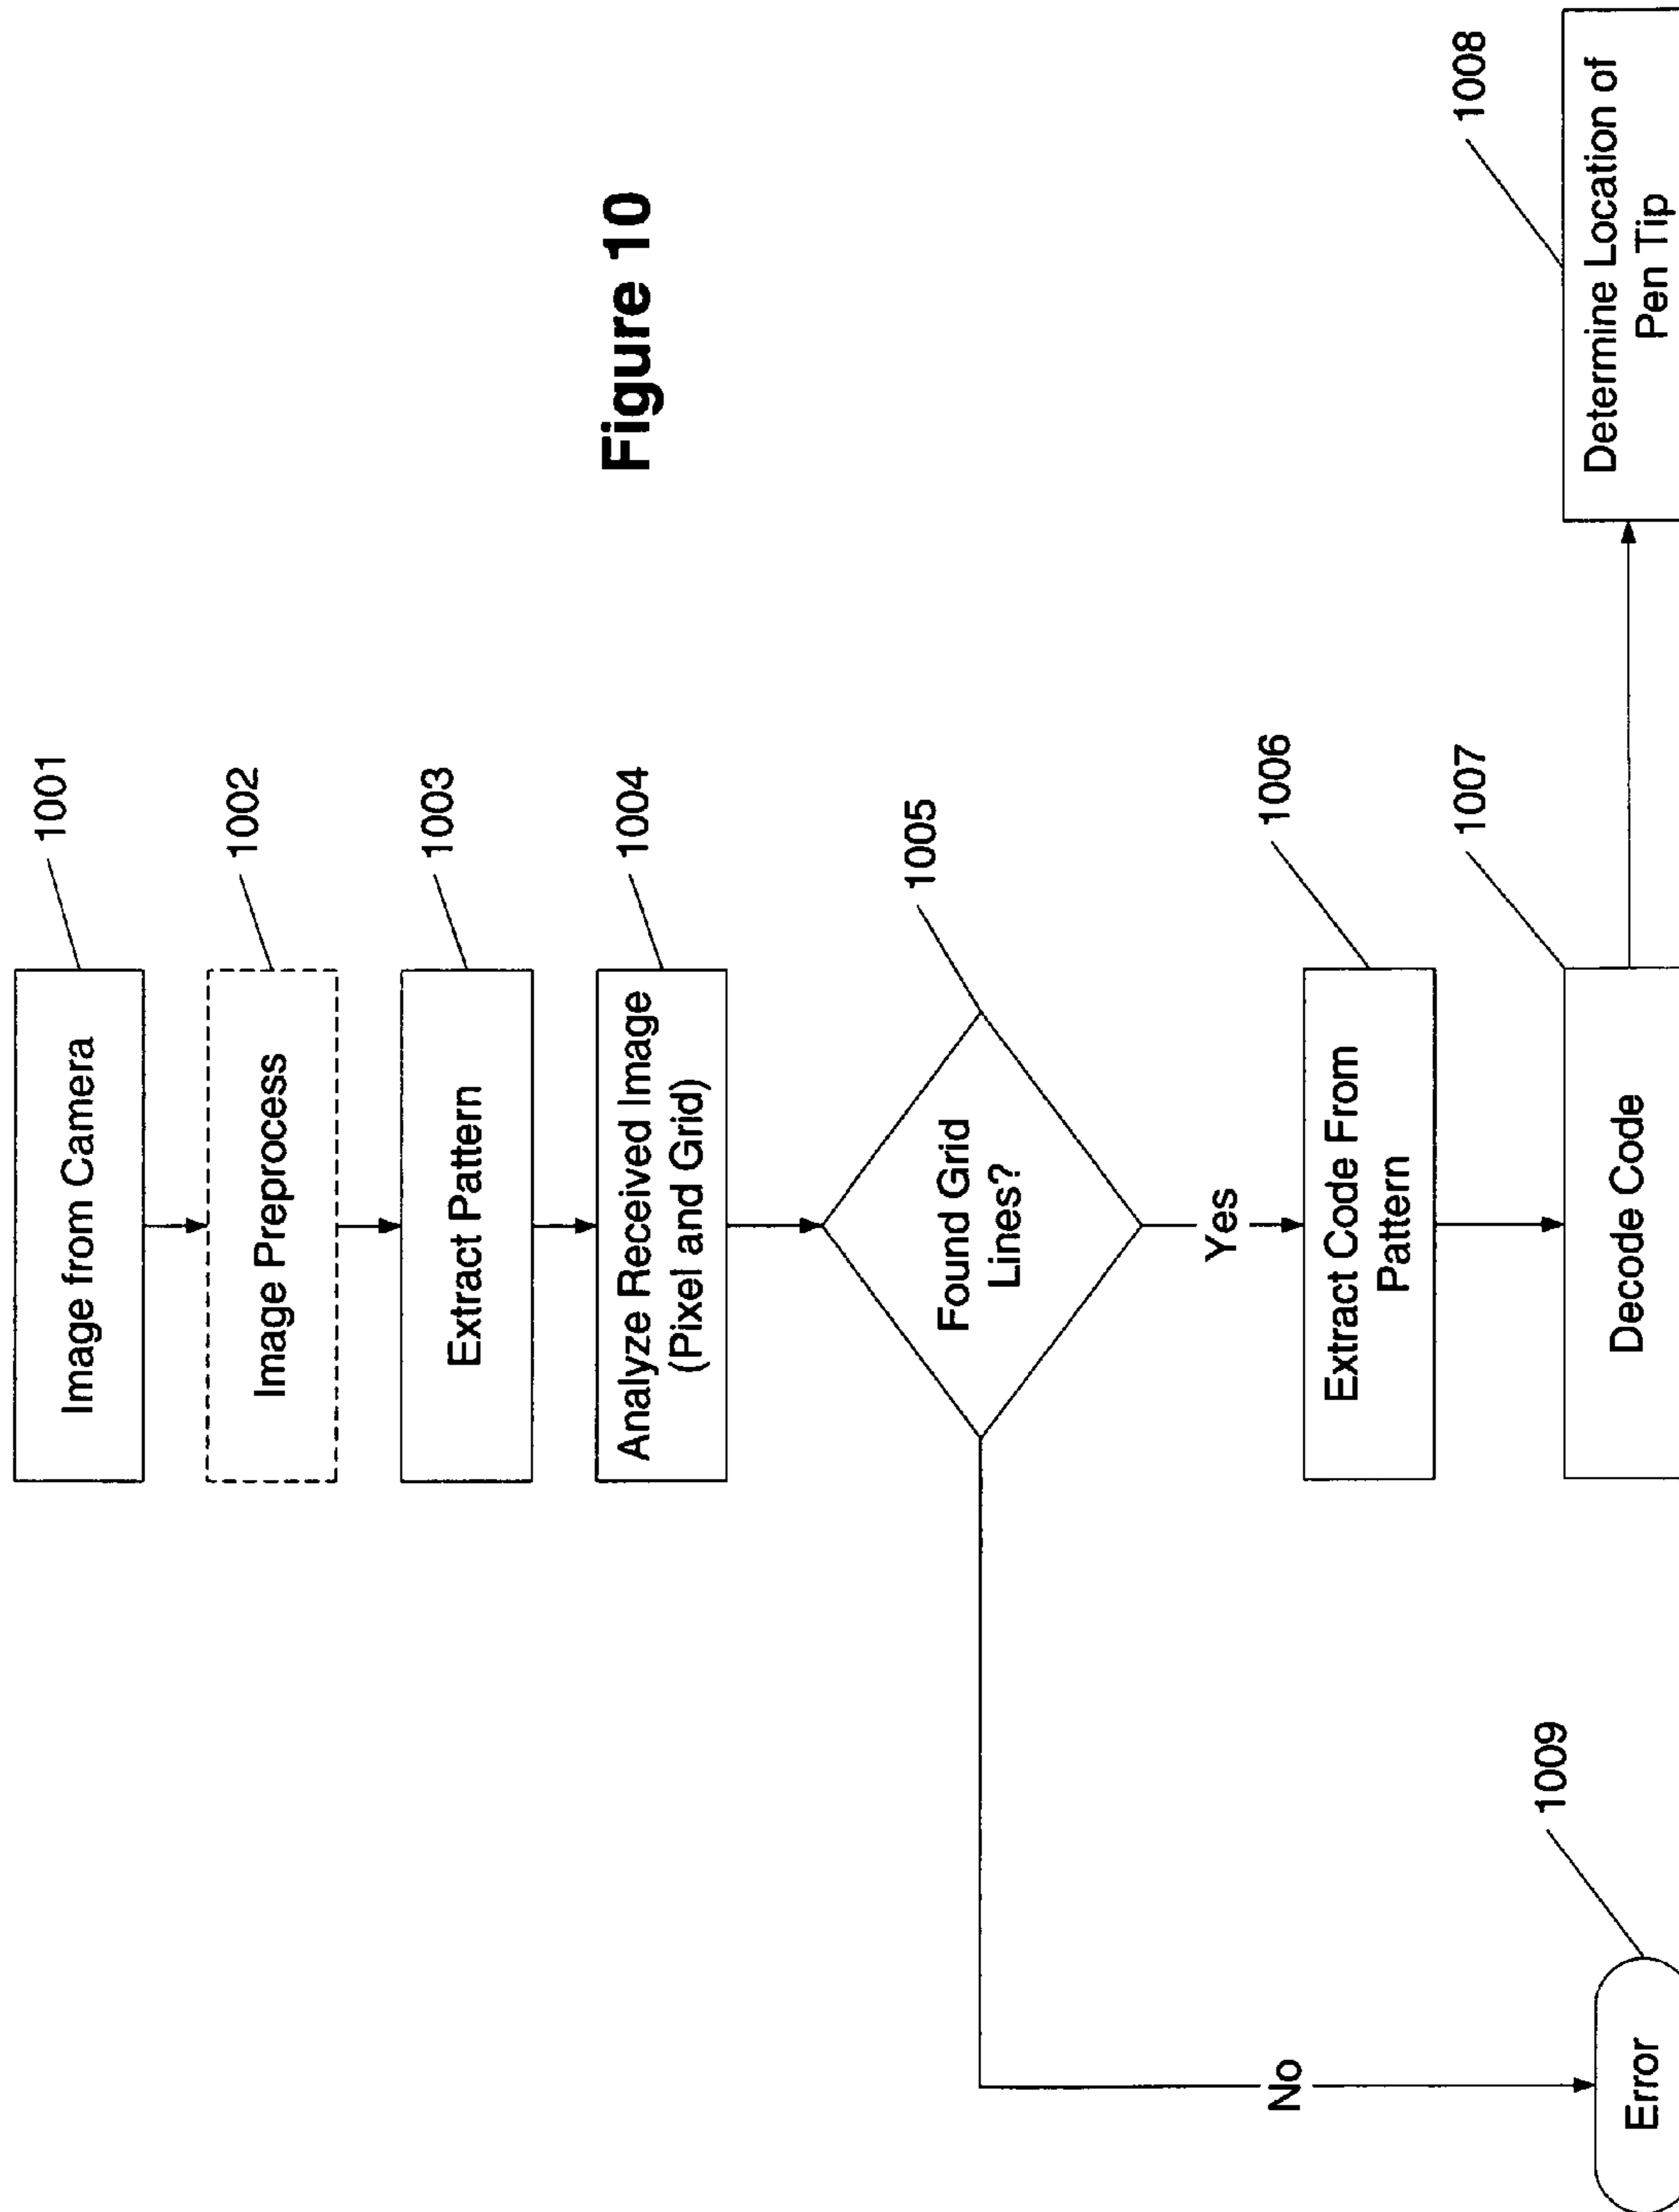 Figure 10
Image from Camera
1001
Image Preprocess
1002
Extract Pattern
1003
Analyze Received Image
(Pixel and Grid)
1004
Found Grid
Lines?
1005
Yes
No
Extract Code From
Pattern
1006
Decode Code
1007
Determine Location of
Pen Tip
1008
Error
1009